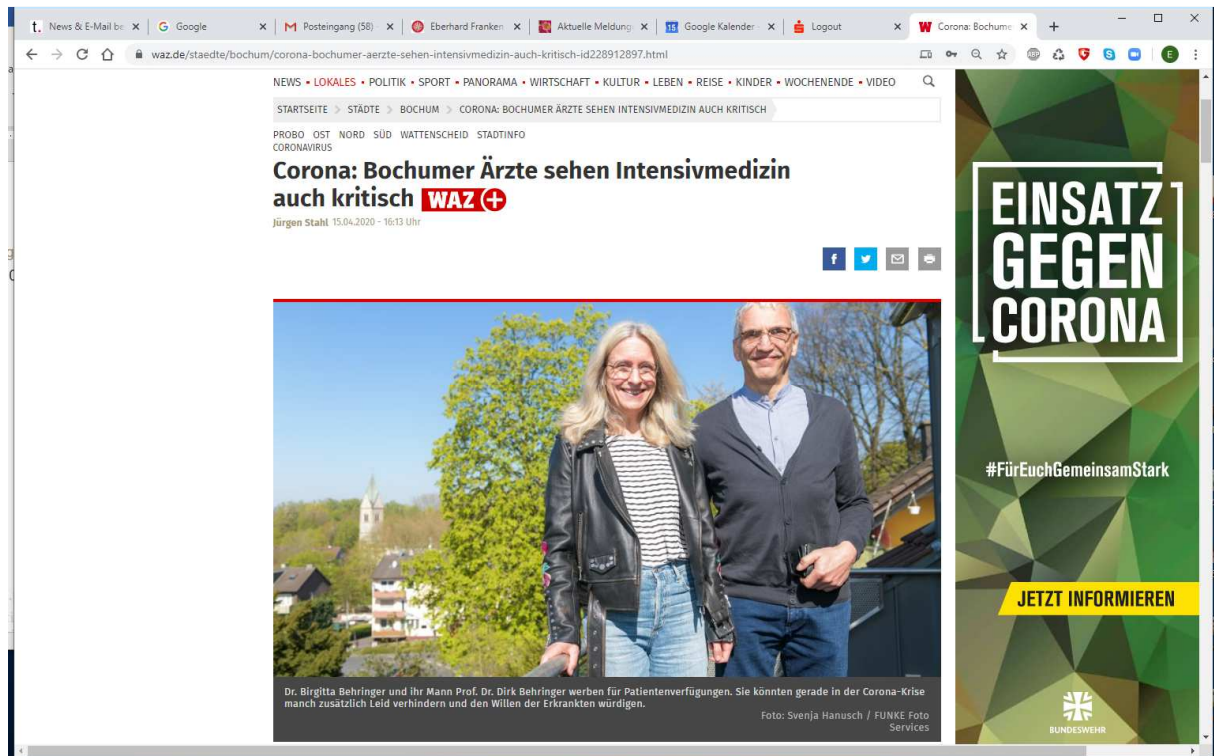 News & E-Mail be
Google
Posteingang (58)
Eberhard Franken
Aktuelle Meldung
Google Kalender
Logout
Corona: Bochume
waz.de/staedte/bochum/corona-bochumer-aerzte-sehen-intensivmedizin-auch-kritisch-id228912897.html
NEWS ▪ LOKALES ▪ POLITIK ▪ SPORT ▪ PANORAMA ▪ WIRTSCHAFT ▪ KULTUR ▪ LEBEN ▪ REISE ▪ KINDER ▪ WOCHENENDE ▪ VIDEO
STARTSEITE > STÄDTE > BOCHUM > CORONA: BOCHUMER ÄRZTE SEHEN INTENSIVMEDIZIN AUCH KRITISCH
PROBO OST NORD SÜD WATTENSCHEID STADTINFO
CORONAVIRUS
Corona: Bochumer Ärzte sehen Intensivmedizin
auch kritisch WAZ +
Jürgen Stahl 15.04.2020 - 16:13 Uhr
Dr. Birgitta Behringer und ihr Mann Prof. Dr. Dirk Behringer werben für Patientenverfügungen. Sie könnten gerade in der Corona-Krise
manch zusätzlich Leid verhindern und den Willen der Erkrankten würdigen.
Foto: Svenja Hanusch / FUNKE Foto
Services
EINSATZ
GEGEN
CORONA
#FürEuchGemeinsamStark
JETZT INFORMIEREN
BUNDESWEHR